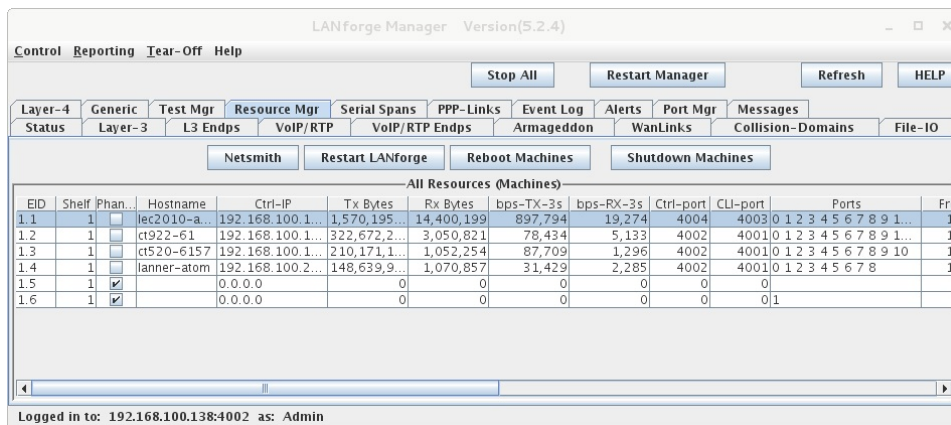 LANforge Manager Version(5.2.4)
Control Reporting Tear-Off Help
Stop All Restart Manager Refresh HELP
Layer-4 Generic Test Mgr Resource Mgr Serial Spans PPP-Links Event Log Alerts Port Mgr Messages
Status Layer-3 L3 Endps VoIP/RTP VoIP/RTP Endps Armageddon WanLinks Collision-Domains File-IO
Netsmith Restart LANforge Reboot Machines Shutdown Machines
All Resources (Machines)
EID Shelf Phan... Hostname Ctrl-IP Tx Bytes Rx Bytes bps-TX-3s bps-RX-3s Ctrl-port CLI-port Ports Fr
1.1 1 lec2010-a... 192.168.100.1... 1,570,195... 14,400,199 897,794 19,274 4004 4003 0 1 2 3 4 5 6 7 8 9 1... 1
1.2 1 ct922-61 192.168.100.1... 322,672,2... 3,050,821 78,434 5,133 4002 4001 0 1 2 3 4 5 6 7 8 9 1... 1
1.3 1 ct520-6157 192.168.100.1... 210,171,1... 1,052,254 87,709 1,296 4002 4001 0 1 2 3 4 5 6 7 8 9 10 1
1.4 1 lanner-atom 192.168.100.2... 148,639,9... 1,070,857 31,429 2,285 4002 4001 0 1 2 3 4 5 6 7 8 1
1.5 1 0.0.0.0 0 0 0 0 0 0
1.6 1 0.0.0.0 0 0 0 0 0 0 1
Logged in to: 192.168.100.138:4002 as: Admin